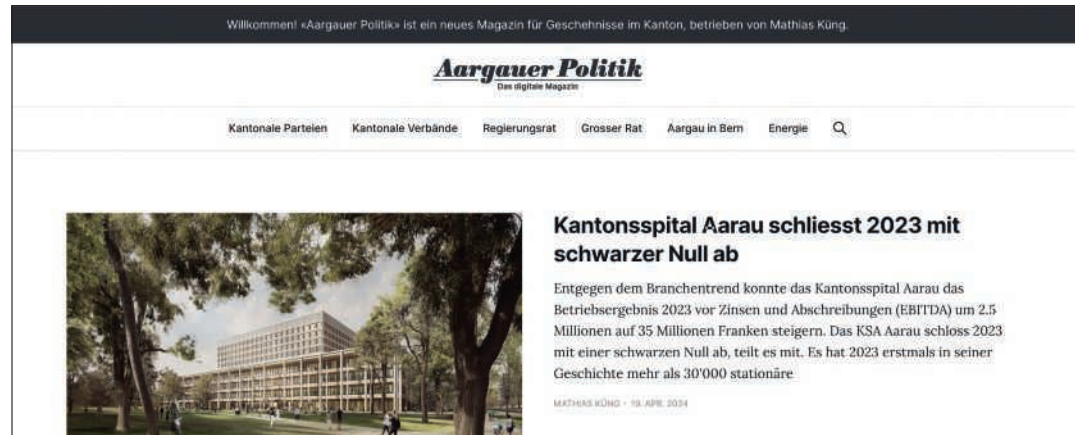 Willkommen! «Aargauer Politik» ist ein neues Magazin für Geschehnisse im Kanton, betrieben von Mathias Küng.
Aargauer Politik
Das digitale Magazin
Kantonale Parteien Kantonale Verbände Regierungsrat Grosser Rat Aargau in Bern Energie
Kantonsspital Aarau schliesst 2023 mit
schwarzer Null ab
Entgegen dem Branchentrend konnte das Kantonsspital Aarau das
Betriebsergebnis 2023 vor Zinsen und Abschreibungen (EBITDA) um 2.5
Millionen auf 35 Millionen Franken steigern. Das KSA Aarau schloss 2023
mit einer schwarzen Null ab, teilt es mit. Es hat 2023 erstmals in seiner
Geschichte mehr als 30'000 stationäre
MATHIAS KÜNG • 19. APR. 2024